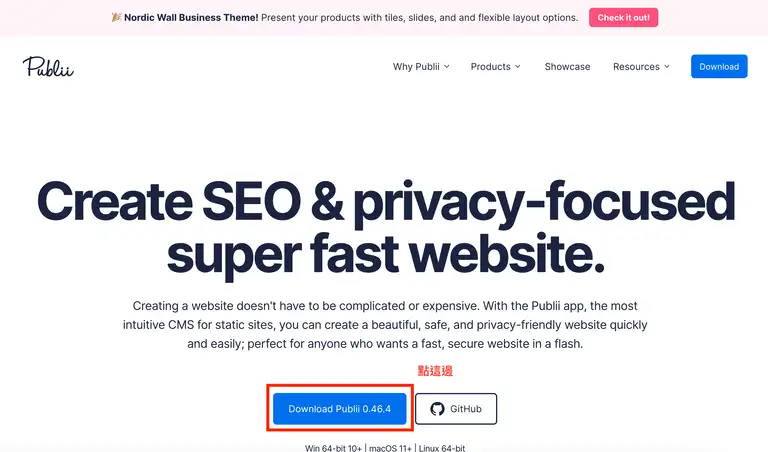 🎉 Nordic Wall Business Theme! Present your products with tiles, slides, and and flexible layout options. Check it out!
Publii Why Publii Products Showcase Resources Download
Create SEO & privacy-focused
super fast website.
Creating a website doesn't have to be complicated or expensive. With the Publii app, the most
intuitive CMS for static sites, you can create a beautiful, safe, and privacy-friendly website quickly
and easily; perfect for anyone who wants a fast, secure website in a flash.
點這邊
Download Publii 0.46.4 GitHub
Win 64-bit 10+ | macOS 11+ | Linux 64-bit